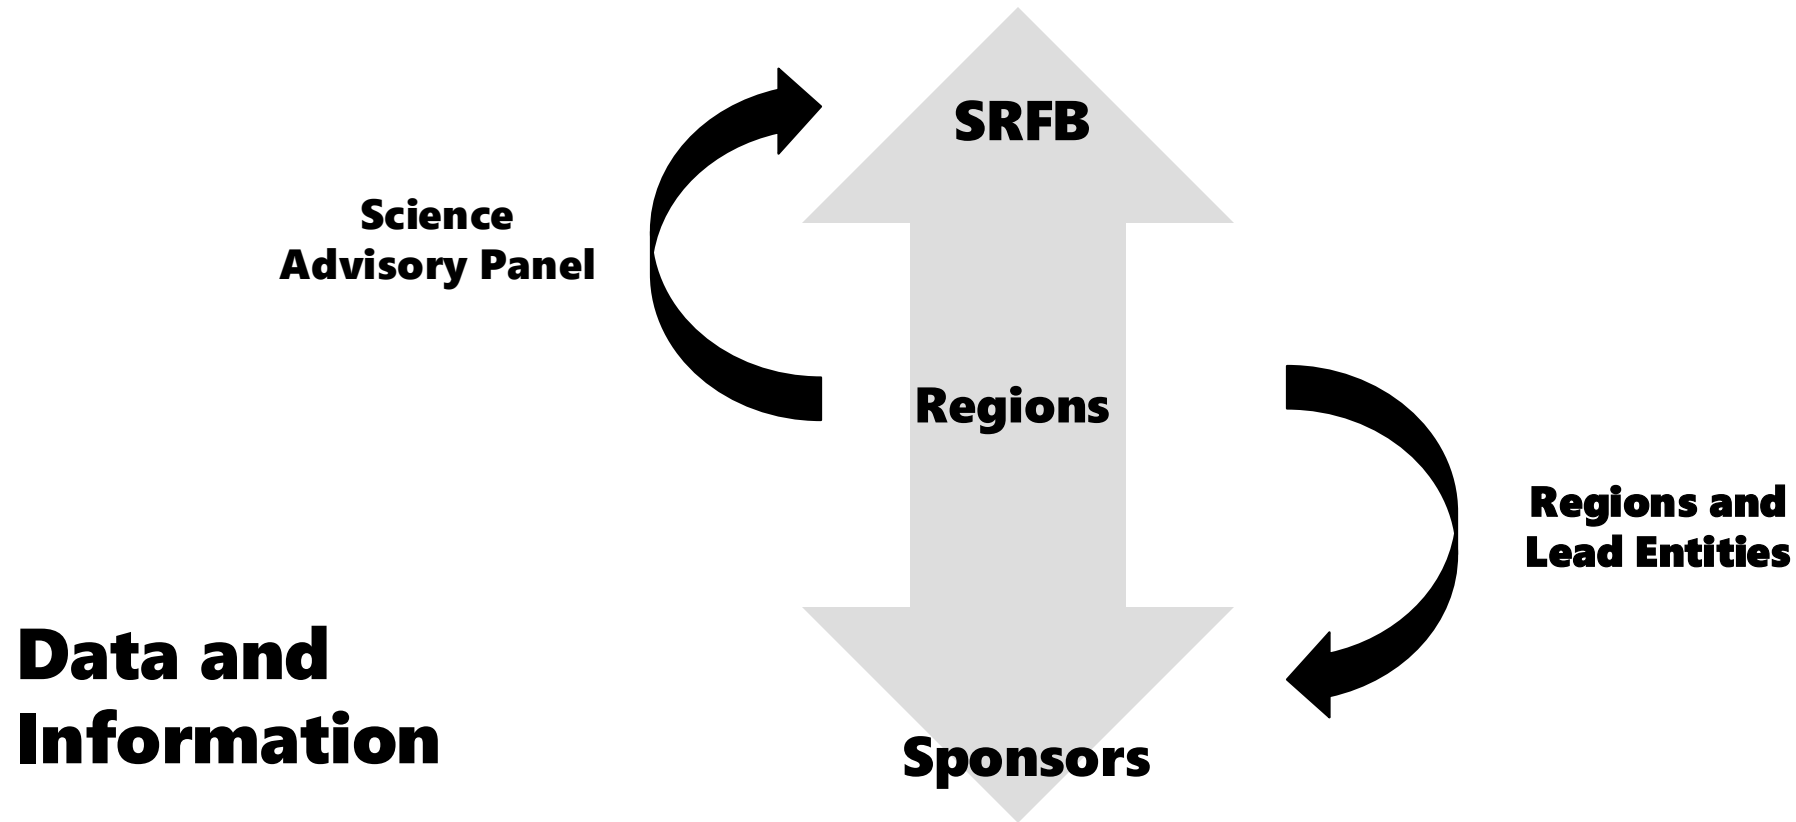 SRFB
Science
Advisory Panel
Regions
Regions and
Lead Entities
Data and
Information
Sponsors